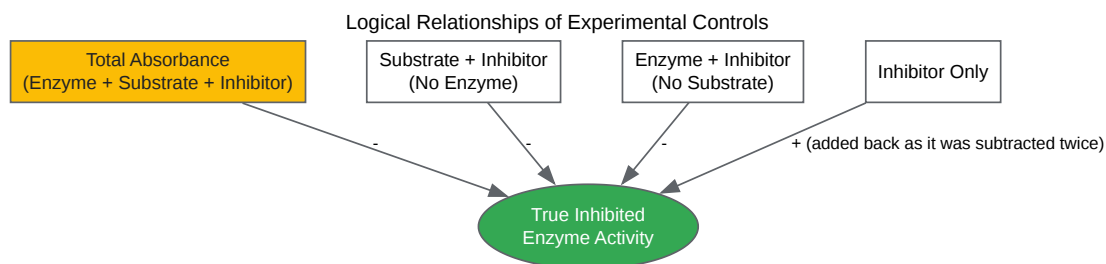 Logical Relationships of Experimental Controls
Total Absorbance
(Enzyme + Substrate + Inhibitor)
Substrate + Inhibitor
(No Enzyme)
Enzyme + Inhibitor
(No Substrate)
Inhibitor Only
-
-
-
+ (added back as it was subtracted twice)
True Inhibited
Enzyme Activity